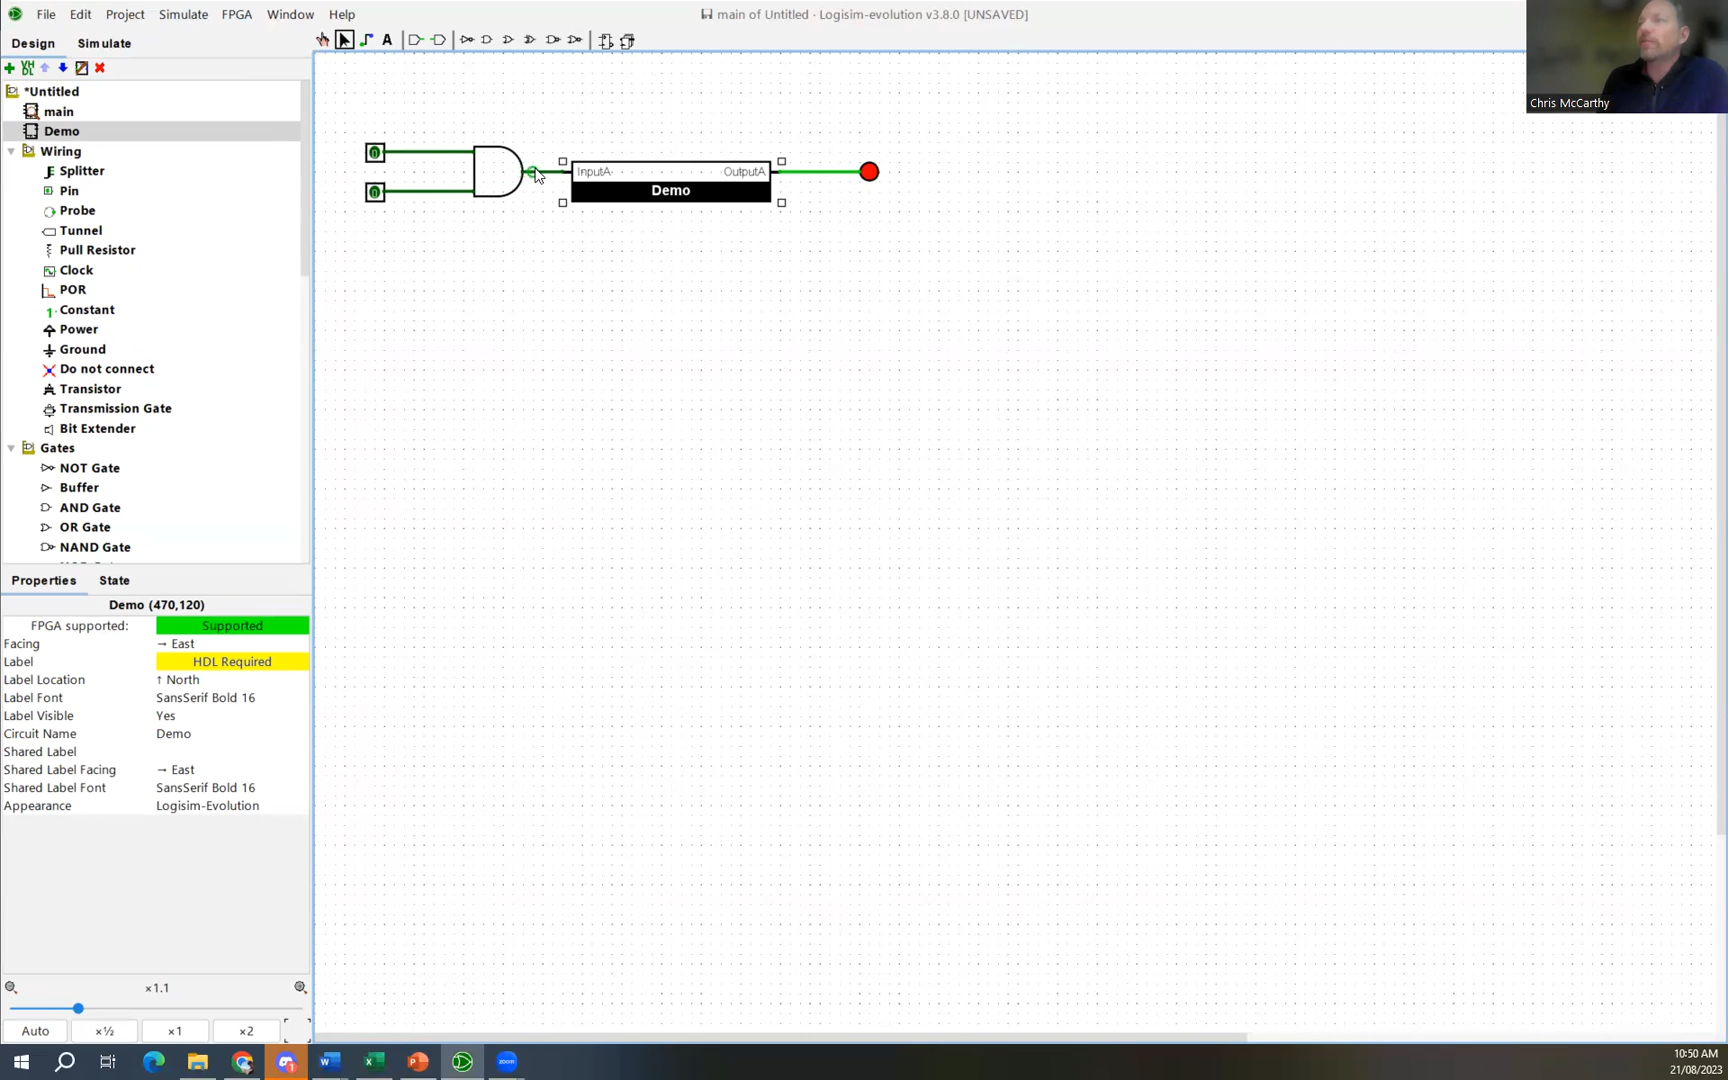 File Edit Project Simulate FPGA Window Help
main of Untitled · Logisim-evolution v3.8.0 [UNSAVED]
Design Simulate
A
VH
DL
*Untitled
main
Demo
Wiring
Splitter
Pin
Probe
Tunnel
Pull Resistor
Clock
POR
1 Constant
Power
Ground
Do not connect
Transistor
Transmission Gate
Bit Extender
Gates
NOT Gate
Buffer
AND Gate
OR Gate
NAND Gate
Properties State
Demo (470,120)
FPGA supported: Supported
Facing → East
Label HDL Required
Label Location ↑ North
Label Font SansSerif Bold 16
Label Visible Yes
Circuit Name Demo
Shared Label
Shared Label Facing → East
Shared Label Font SansSerif Bold 16
Appearance Logisim-Evolution
×1.1
Auto ×½ ×1 ×2
0
0
InputA OutputA
Demo
Chris McCarthy
zoom
10:50 AM
21/08/2023